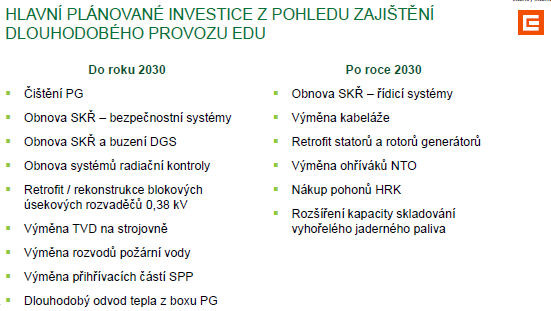 HLAVNÍ PLÁNOVANÉ INVESTICE Z POHLEDU ZAJIŠTĚNÍ
DLOUHODOBÉHO PROVOZU EDU
Do roku 2030
Čištění PG
Obnova SKŘ – bezpečnostní systémy
Obnova SKŘ a buzení DGS
Obnova systémů radiační kontroly
Retrofit / rekonstrukce blokových
úsekových rozvaděčů 0,38 kV
Výměna TVD na strojovně
Výměna rozvodů požární vody
Výměna přihřívacích částí SPP
Dlouhodobý odvod tepla z boxu PG
Po roce 2030
Obnova SKŘ – řídicí systémy
Výměna kabeláže
Retrofit statorů a rotorů generátorů
Výměna ohříváků NTO
Nákup pohonů HRK
Rozšíření kapacity skladování
vyhořelého jaderného paliva